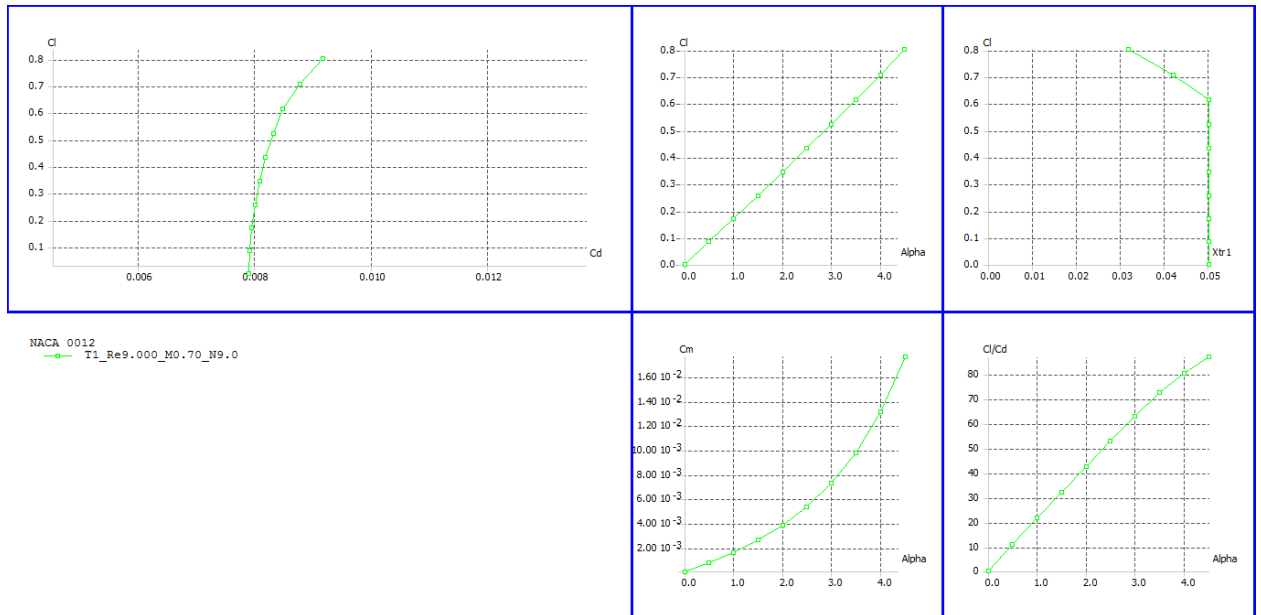 Cl
0.8
0.7
0.6
0.5
0.4
0.3
0.2
0.1
Cd
0.006 0.008 0.010 0.012
Cl
0.8
0.7
0.6
0.5
0.4
0.3
0.2
0.1
0.0
Alpha
0.0 1.0 2.0 3.0 4.0
Cl
0.8
0.7
0.6
0.5
0.4
0.3
0.2
0.1
0.0
Xtr1
0.00 0.01 0.02 0.03 0.04 0.05
NACA 0012
T1_Re9.000_M0.70_N9.0
Cm
1.60 10-2
1.40 10-2
1.20 10-2
10.00 10-3
8.00 10-3
6.00 10-3
4.00 10-3
2.00 10-3
Alpha
0.0 1.0 2.0 3.0 4.0
Cl/Cd
80
70
60
50
40
30
20
10
0
Alpha
0.0 1.0 2.0 3.0 4.0